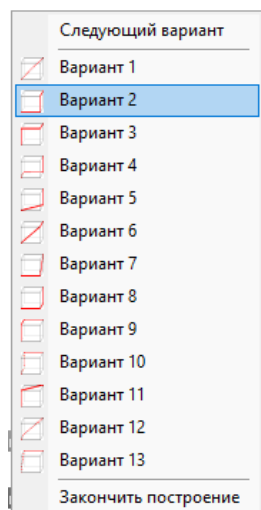 Следующий вариант
Вариант 1
Вариант 2
Вариант 3
Вариант 4
Вариант 5
Вариант 6
Вариант 7
Вариант 8
Вариант 9
Вариант 10
Вариант 11
Вариант 12
Вариант 13
Закончить построение